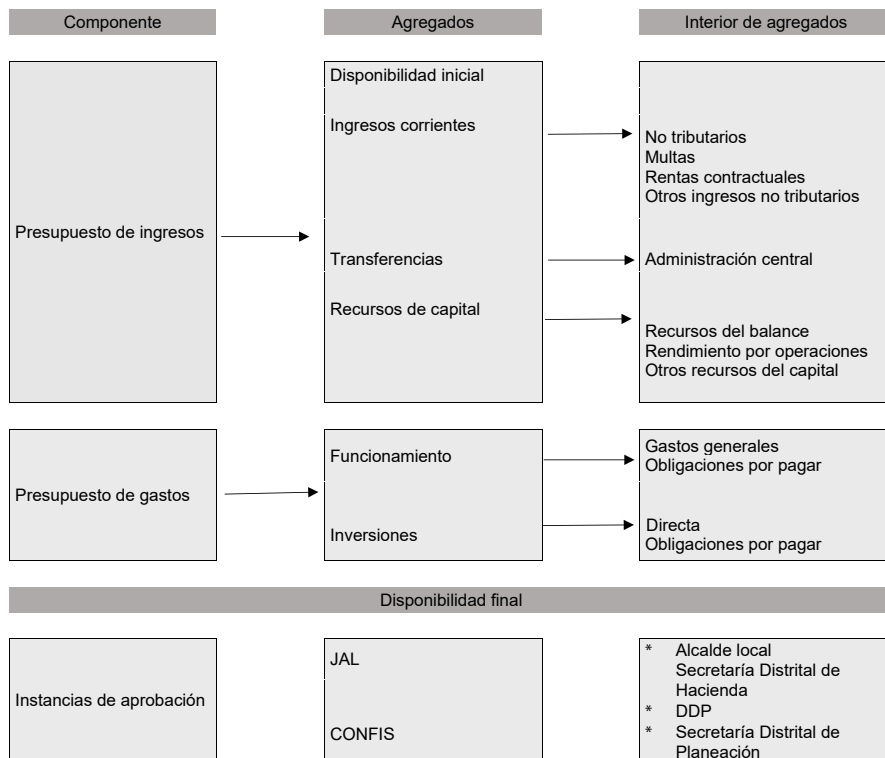 Componente
Agregados
Interior de agregados
Presupuesto de ingresos
Disponibilidad inicial
Ingresos corrientes
Transferencias
Recursos de capital
No tributarios
Multas
Rentas contractuales
Otros ingresos no tributarios
Administración central
Recursos del balance
Rendimiento por operaciones
Otros recursos del capital
Presupuesto de gastos
Funcionamiento
Inversiones
Gastos generales
Obligaciones por pagar
Directa
Obligaciones por pagar
Disponibilidad final
Instancias de aprobación
JAL
CONFIS
* Alcalde local
Secretaría Distrital de
Hacienda
* DDP
* Secretaría Distrital de
Planeación